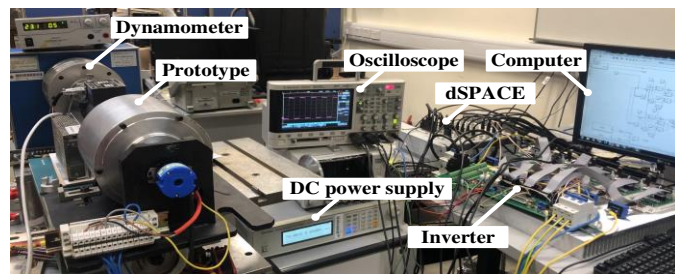 Dynamometer
Prototype
Oscilloscope
Computer
dSPACE
DC power supply
Inverter